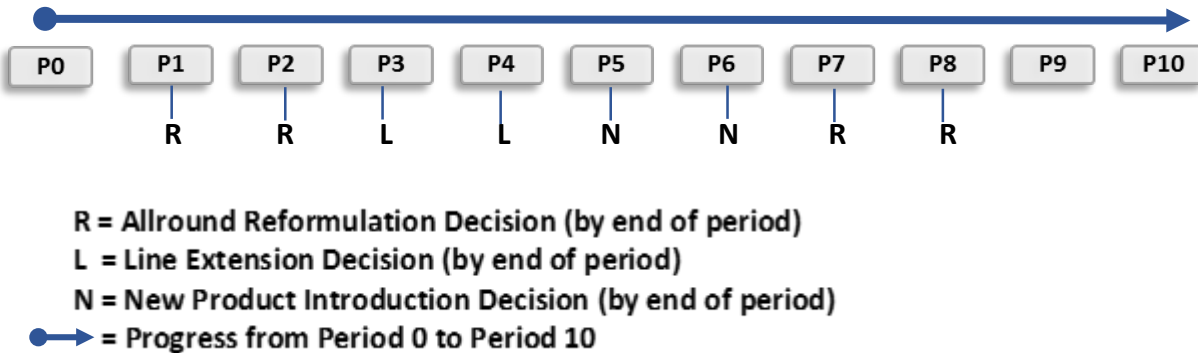 P0 P1 P2 P3 P4 P5 P6 P7 P8 P9 P10
R R L L N N R R
R = Allround Reformulation Decision (by end of period)
L = Line Extension Decision (by end of period)
N = New Product Introduction Decision (by end of period)
= Progress from Period 0 to Period 10